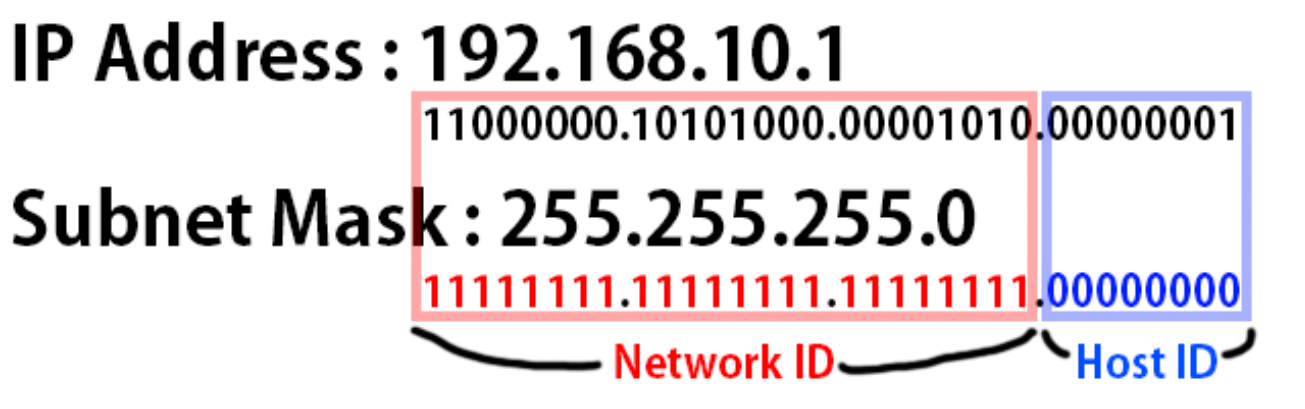 IP Address : 192.168.10.1
11000000.10101000.00001010.00000001
Subnet Mask : 255.255.255.0
11111111.11111111.11111111.00000000
Network ID
Host ID